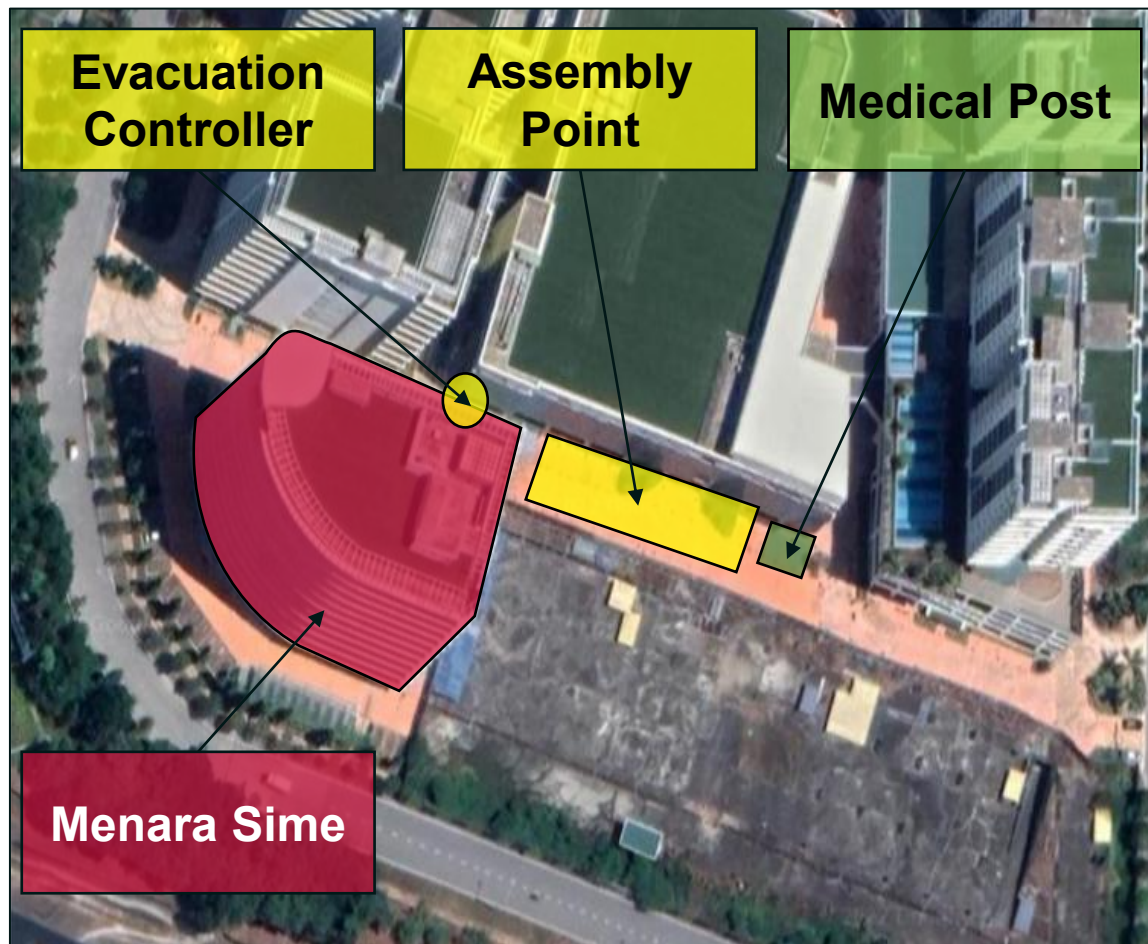 Evacuation
Controller
Assembly
Point
Medical Post
Menara Sime